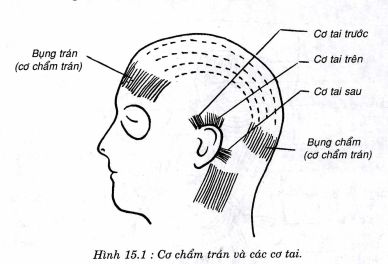 Bụng trán
(cơ chẩm trán)
Cơ tai trước
Cơ tai trên
Cơ tai sau
Bụng chẩm
(cơ chẩm trán)
Hình 15.1 : Cơ chẩm trán và các cơ tai.